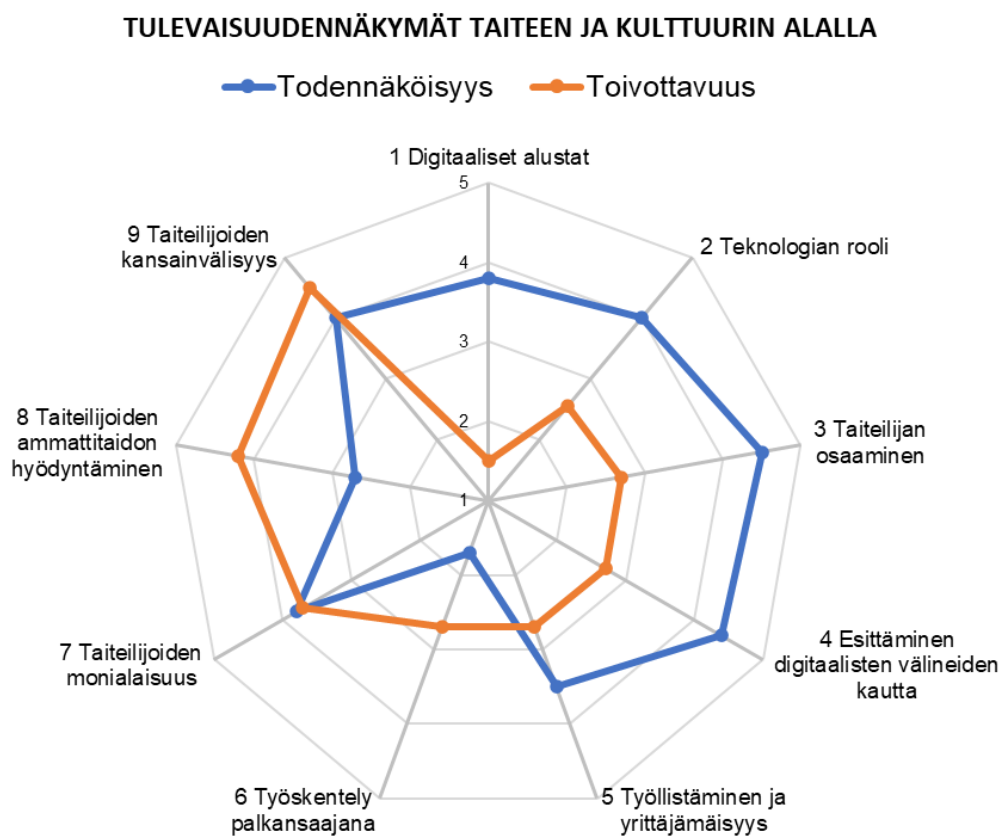 TULEVAISUUDENNÄKYMÄT TAITEEN JA KULTTUURIN ALALLA
Todennäköisyys Toivottavuus
1 Digitaaliset alustat
5
4
3
2
1
2 Teknologian rooli
3 Taiteilijan
osaaminen
4 Esittäminen
digitaalisten välineiden
kautta
5 Työllistäminen ja
yrittäjämäisyys
6 Työskentely
palkansaajana
7 Taiteilijoiden
monialaisuus
8 Taiteilijoiden
ammattitaidon
hyödyntäminen
9 Taiteilijoiden
kansainvälisyys